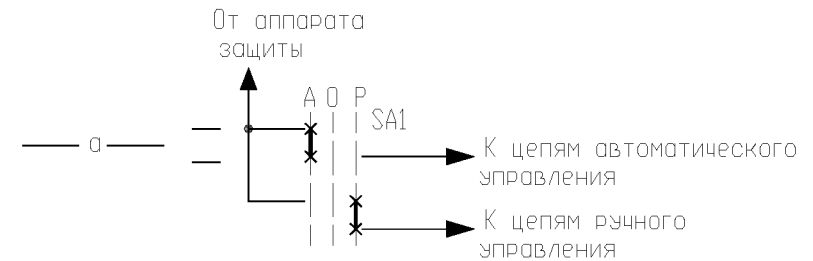 От аппарата
защиты
А О Р
SA1
а
К цепям автоматического
управления
К цепям ручного
управления